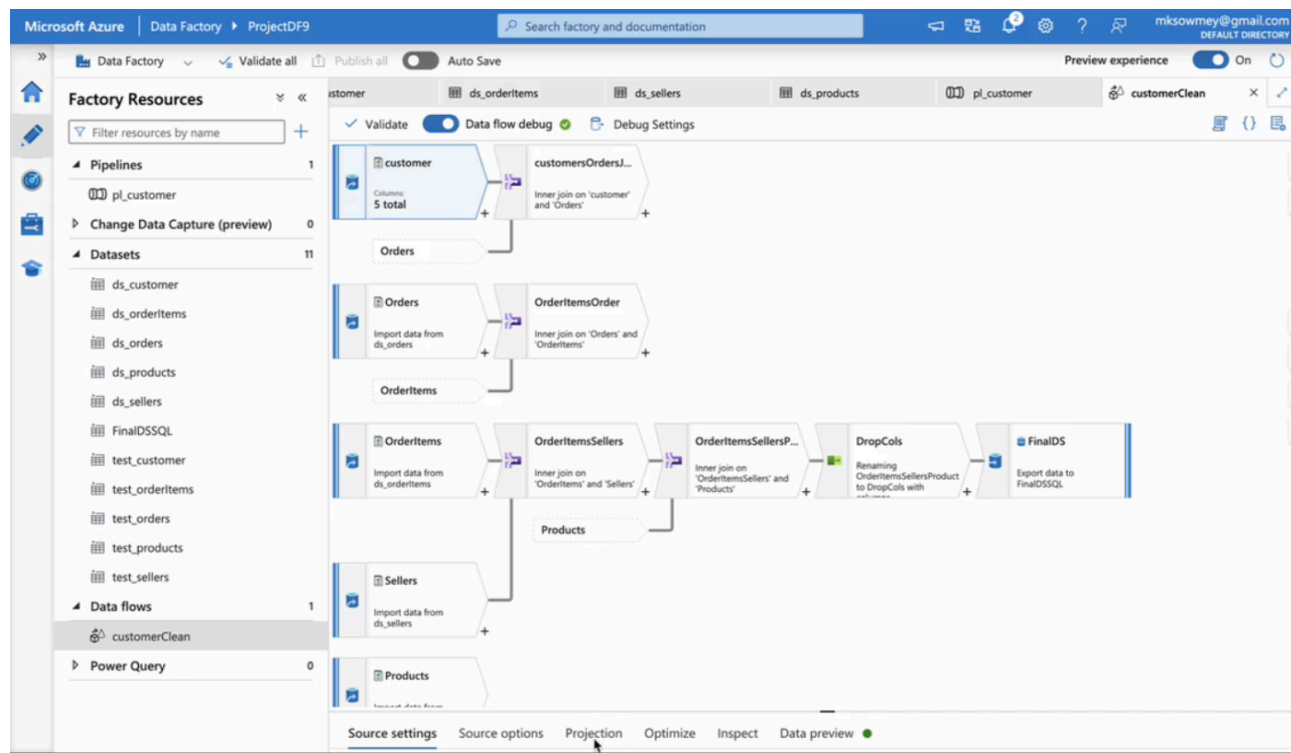 Microsoft Azure
Data Factory
ProjectDF9
Search factory and documentation
2
mksowmey@gmail.com
DEFAULT DIRECTORY
Data Factory
Validate all
Publish all
Auto Save
Preview experience
On
Factory Resources
Filter resources by name
Pipelines 1
pl_customer
Change Data Capture (preview) 0
Datasets 11
ds_customer
ds_orderItems
ds_orders
ds_products
ds_sellers
FinalDSSQL
test_customer
test_orderItems
test_orders
test_products
test_sellers
Data flows 1
customerClean
Power Query 0
stomer
ds_orderItems
ds_sellers
ds_products
pl_customer
customerClean
Validate
Data flow debug
Debug Settings
customer
Columns:
5 total
customersOrdersJ...
Inner join on 'customer'
and 'Orders'
Orders
Orders
Import data from
ds_orders
OrderItemsOrder
Inner join on 'Orders' and
'OrderItems'
OrderItems
OrderItems
Import data from
ds_orderItems
OrderItemsSellers
Inner join on
'OrderItems' and 'Sellers'
OrderItemsSellersP...
Inner join on
'OrderItemsSellers' and
'Products'
DropCols
Renaming
OrderItemsSellersProduct
to DropCols with
FinalDS
Export data to
FinalDSSQL
Products
Sellers
Import data from
ds_sellers
Products
Source settings
Source options
Projection
Optimize
Inspect
Data preview